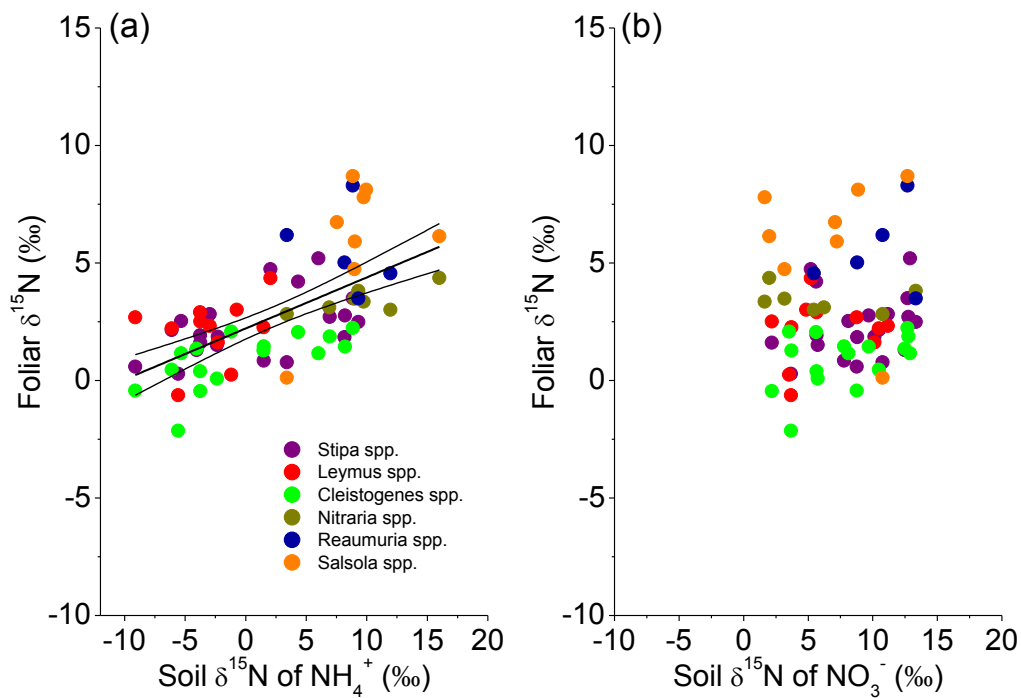 (a)
15
10
5
0
-5
-10
Foliar δ¹⁵N (‰)
-10 -5 0 5 10 15 20
Soil δ¹⁵N of NH₄⁺ (‰)
Stipa spp.
Leymus spp.
Cleistogenes spp.
Nitraria spp.
Reaumuria spp.
Salsola spp.
(b)
15
10
5
0
-5
-10
Foliar δ¹⁵N (‰)
-10 -5 0 5 10 15 20
Soil δ¹⁵N of NO₃⁻ (‰)